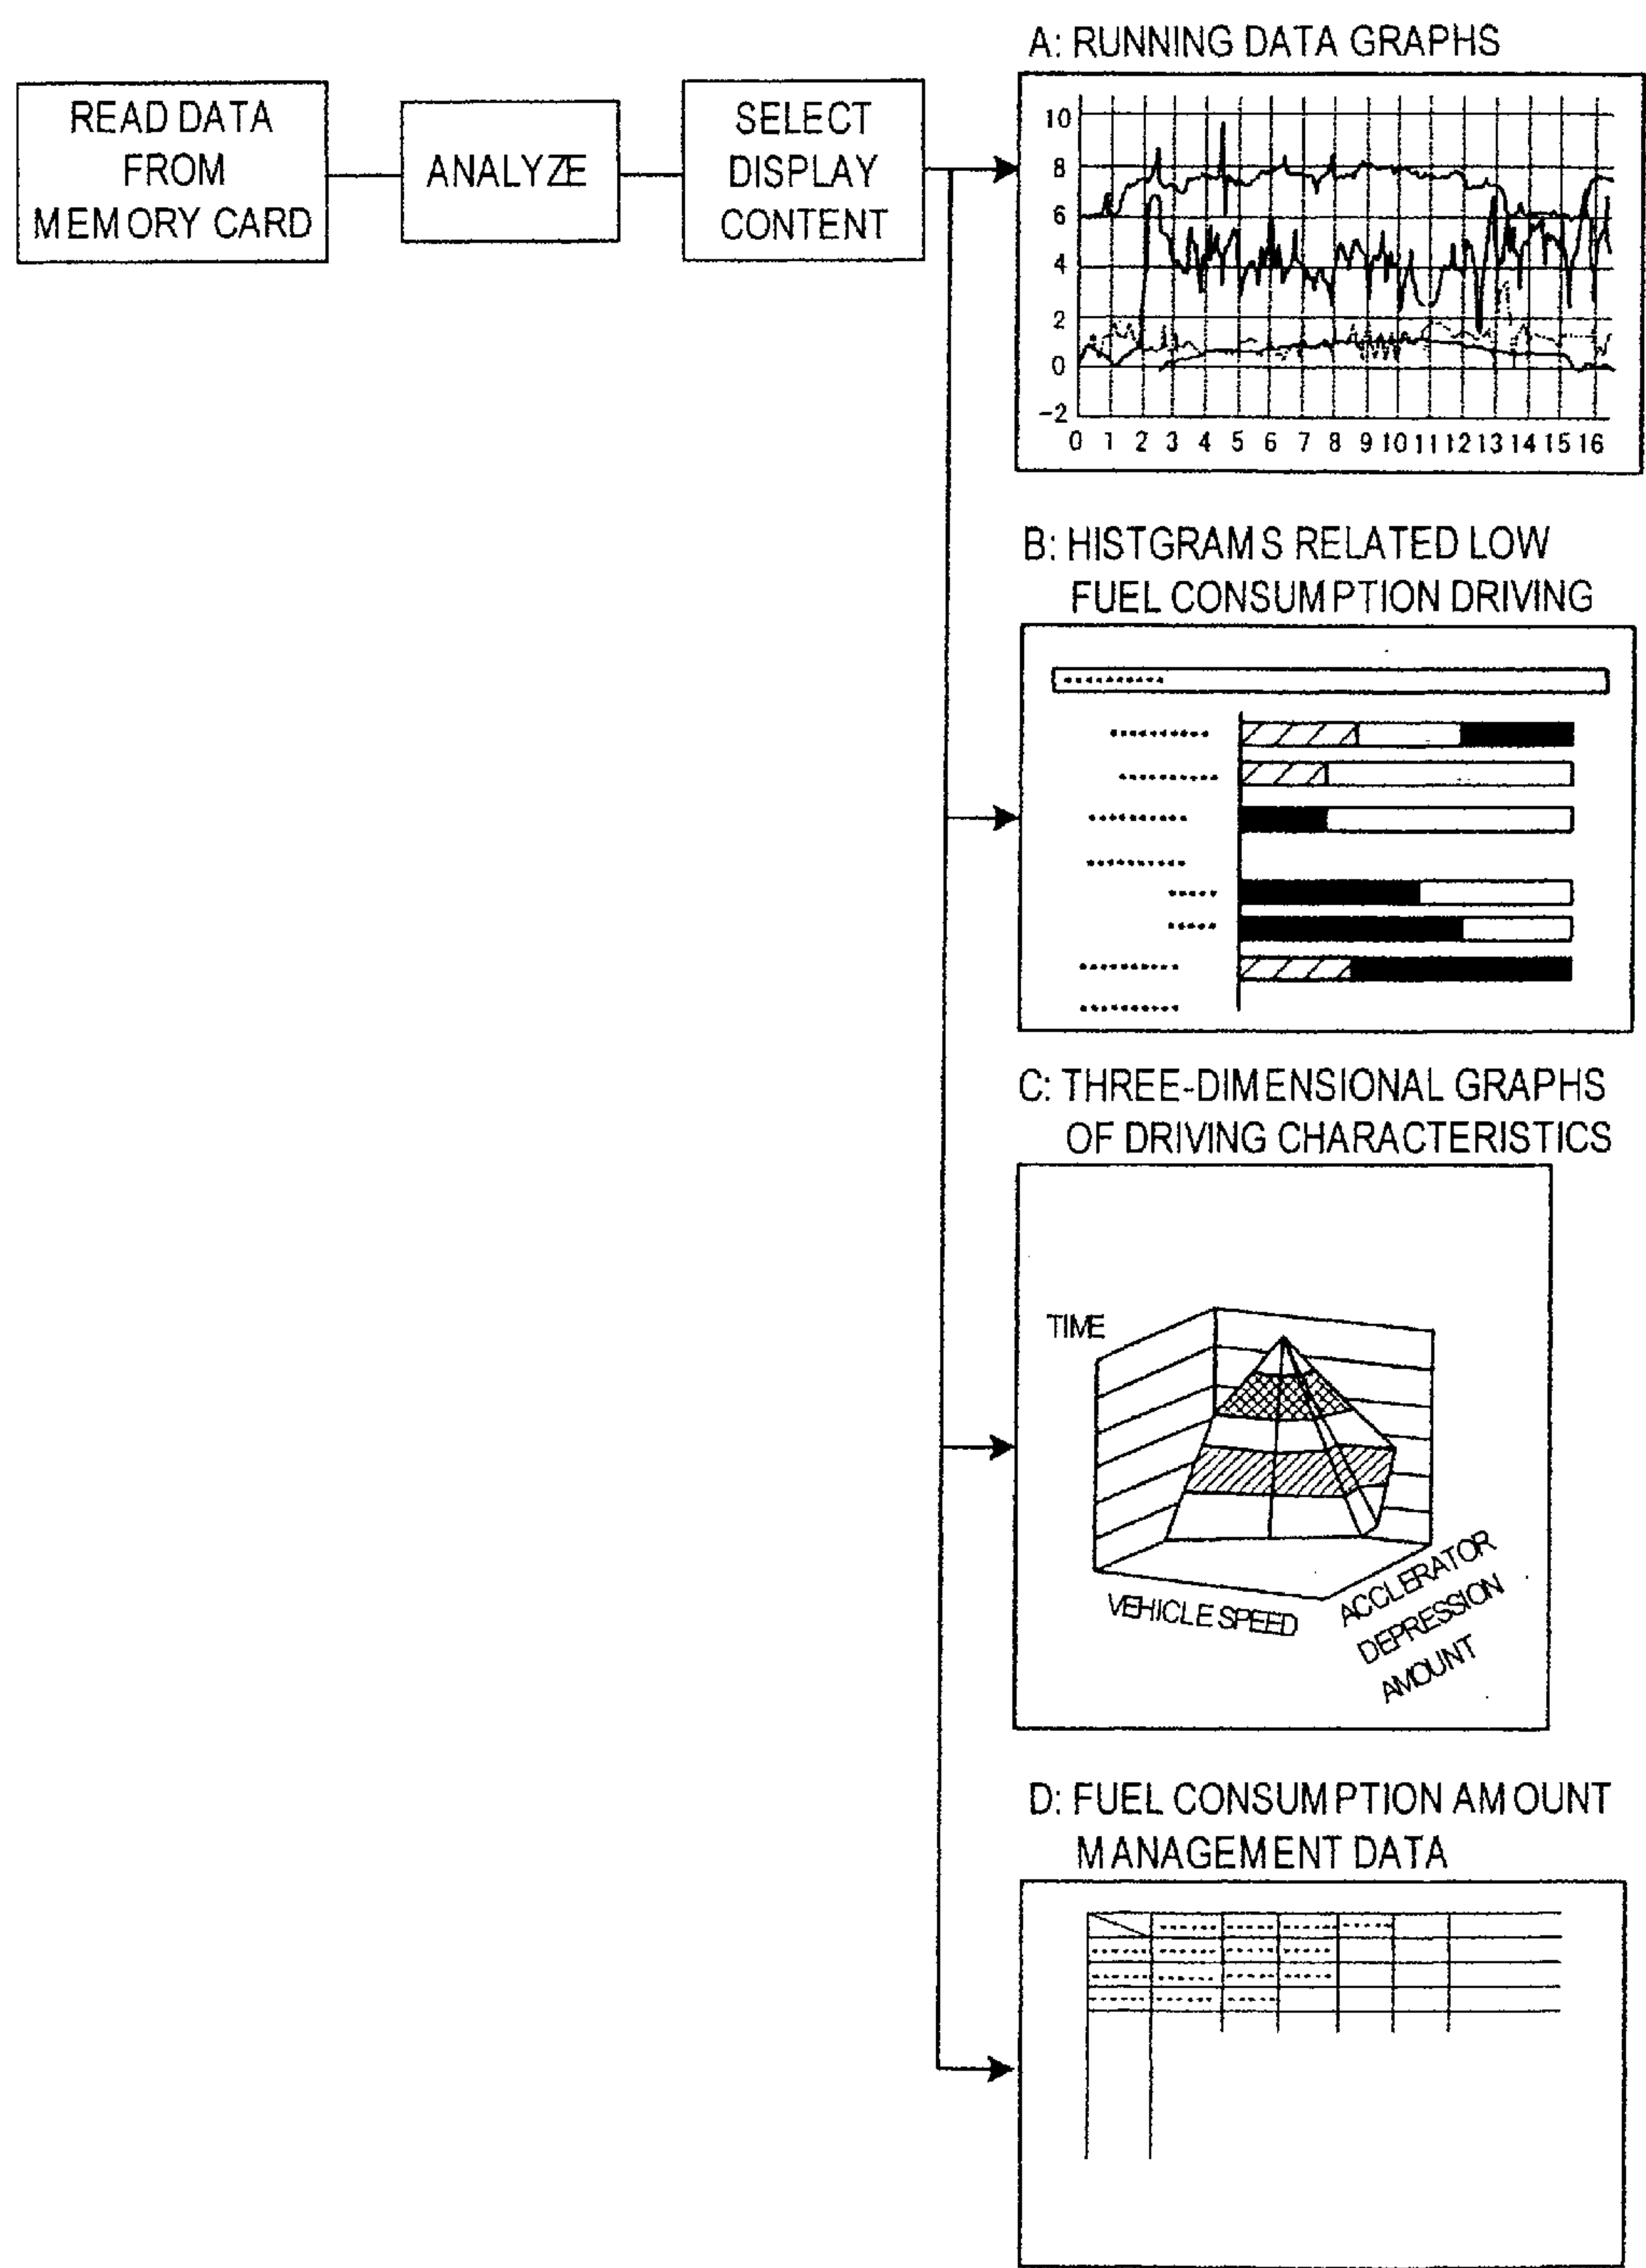 READ DATA
FROM
MEMORY CARD
ANALYZE
SELECT
DISPLAY
CONTENT
A: RUNNING DATA GRAPHS
10
8
6
4
2
0
-2
0 1 2 3 4 5 6 7 8 9 10 11 12 13 14 15 16
B: HISTGRAMS RELATED LOW
FUEL CONSUMPTION DRIVING
C: THREE-DIMENSIONAL GRAPHS
OF DRIVING CHARACTERISTICS
TIME
VEHICLE SPEED
ACCLERATOR
DEPRESSION
AMOUNT
D: FUEL CONSUMPTION AMOUNT
MANAGEMENT DATA